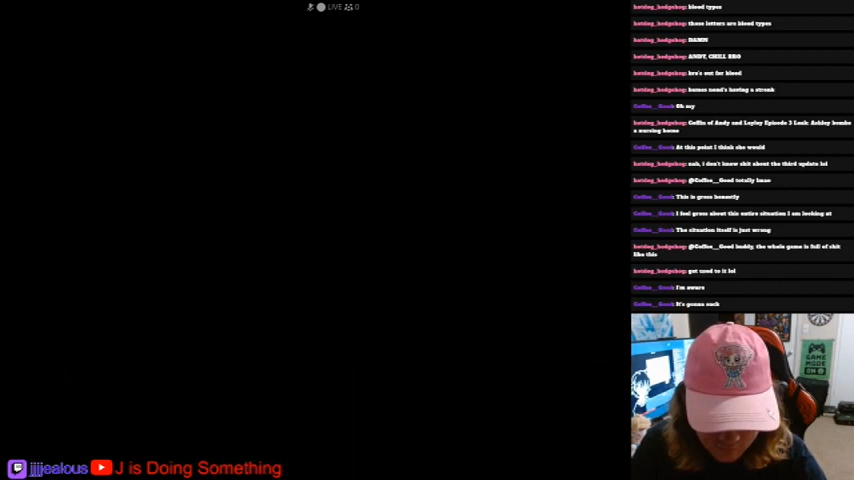 LIVE 0
hotdog_hedgehog: blood types
hotdog_hedgehog: these letters are blood types
hotdog_hedgehog: DAMN
hotdog_hedgehog: ANDY, CHILL BRO
hotdog_hedgehog: bro's out for blood
hotdog_hedgehog: having a stronk
Coffee__Good: Oh my
hotdog_hedgehog: Coffin of Andy and Leyley Episode 3 Leak: Ashley bombs
a nursing home
Coffee__Good: At this point I think she would
hotdog_hedgehog: nah, i don't know shit about the third update lol
hotdog_hedgehog: @Coffee__Good totally lmao
Coffee__Good: This is gross honestly
Coffee__Good: I feel gross about this entire situation I am looking at
Coffee__Good: The situation itself is just wrong
hotdog_hedgehog: @Coffee__Good buddy, the whole game is full of shit
like this
hotdog_hedgehog: get used to it lol
Coffee__Good: I'm aware
Coffee__Good: It's gonna suck
GAME
MODE
ON
jjjjealous J is Doing Something